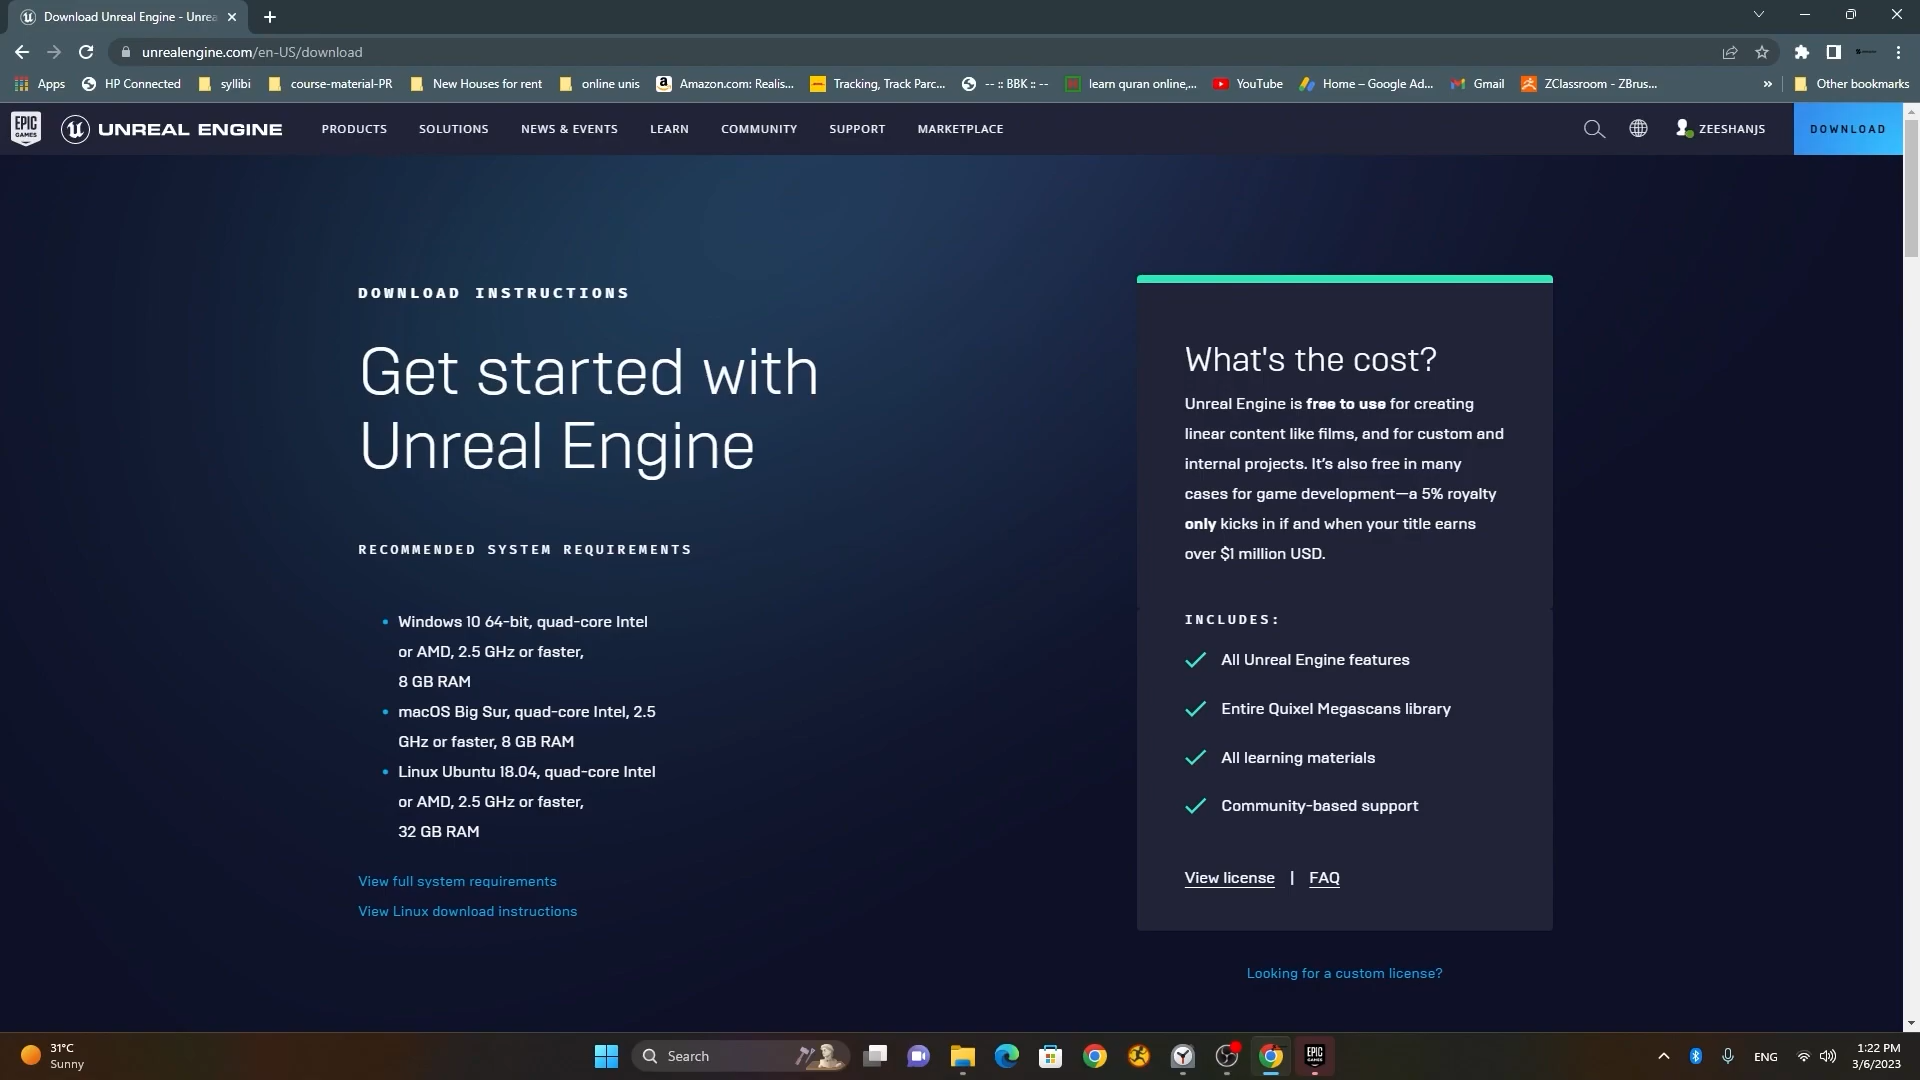 Download Unreal Engine - Unrea
unrealengine.com/en-US/download
Apps HP Connected syllibi course-material-PR New Houses for rent online unis Amazon.com: Realis... Tracking, Track Parc... -- :: BBK :: -- learn quran online,... YouTube Home – Google Ad... Gmail ZClassroom - ZBrus... » Other bookmarks
EPIC GAMES UNREAL ENGINE PRODUCTS SOLUTIONS NEWS & EVENTS LEARN COMMUNITY SUPPORT MARKETPLACE ZEESHANJS DOWNLOAD
DOWNLOAD INSTRUCTIONS
Get started with
Unreal Engine
RECOMMENDED SYSTEM REQUIREMENTS
• Windows 10 64-bit, quad-core Intel
or AMD, 2.5 GHz or faster,
8 GB RAM
• macOS Big Sur, quad-core Intel, 2.5
GHz or faster, 8 GB RAM
• Linux Ubuntu 18.04, quad-core Intel
or AMD, 2.5 GHz or faster,
32 GB RAM
View full system requirements
View Linux download instructions
What's the cost?
Unreal Engine is free to use for creating
linear content like films, and for custom and
internal projects. It’s also free in many
cases for game development—a 5% royalty
only kicks in if and when your title earns
over $1 million USD.
INCLUDES:
All Unreal Engine features
Entire Quixel Megascans library
All learning materials
Community-based support
View license | FAQ
Looking for a custom license?
31°C
Sunny
Search
EPIC GAMES
ENG
1:22 PM
3/6/2023